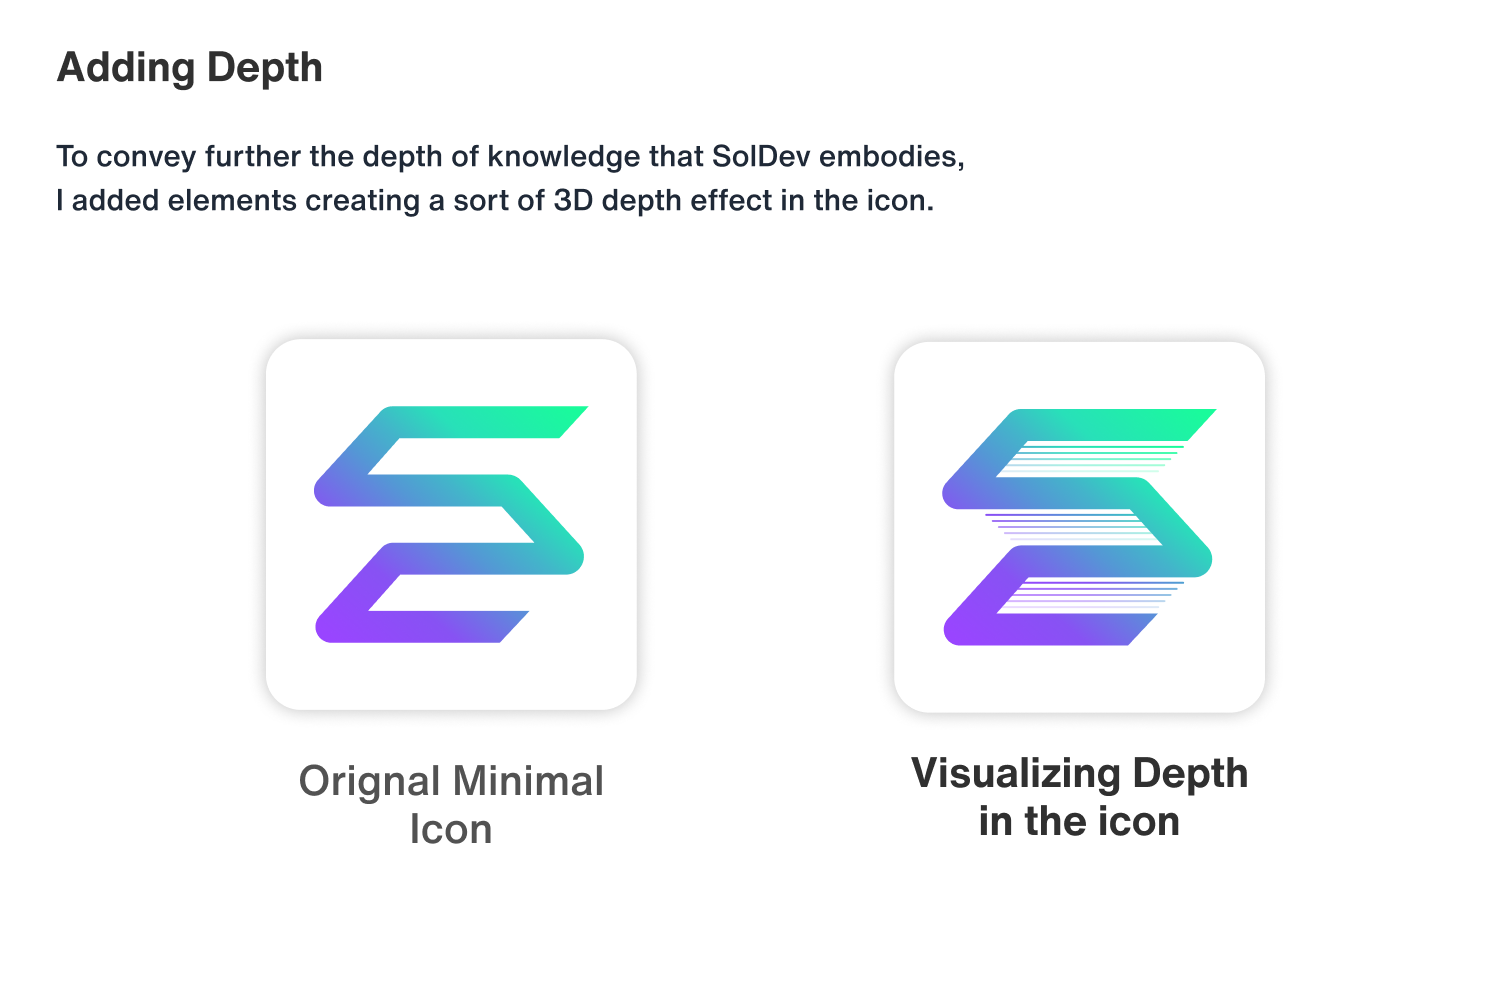 Adding Depth
To convey further the depth of knowledge that SolDev embodies,
I added elements creating a sort of 3D depth effect in the icon.
Orignal Minimal
Icon
Visualizing Depth
in the icon